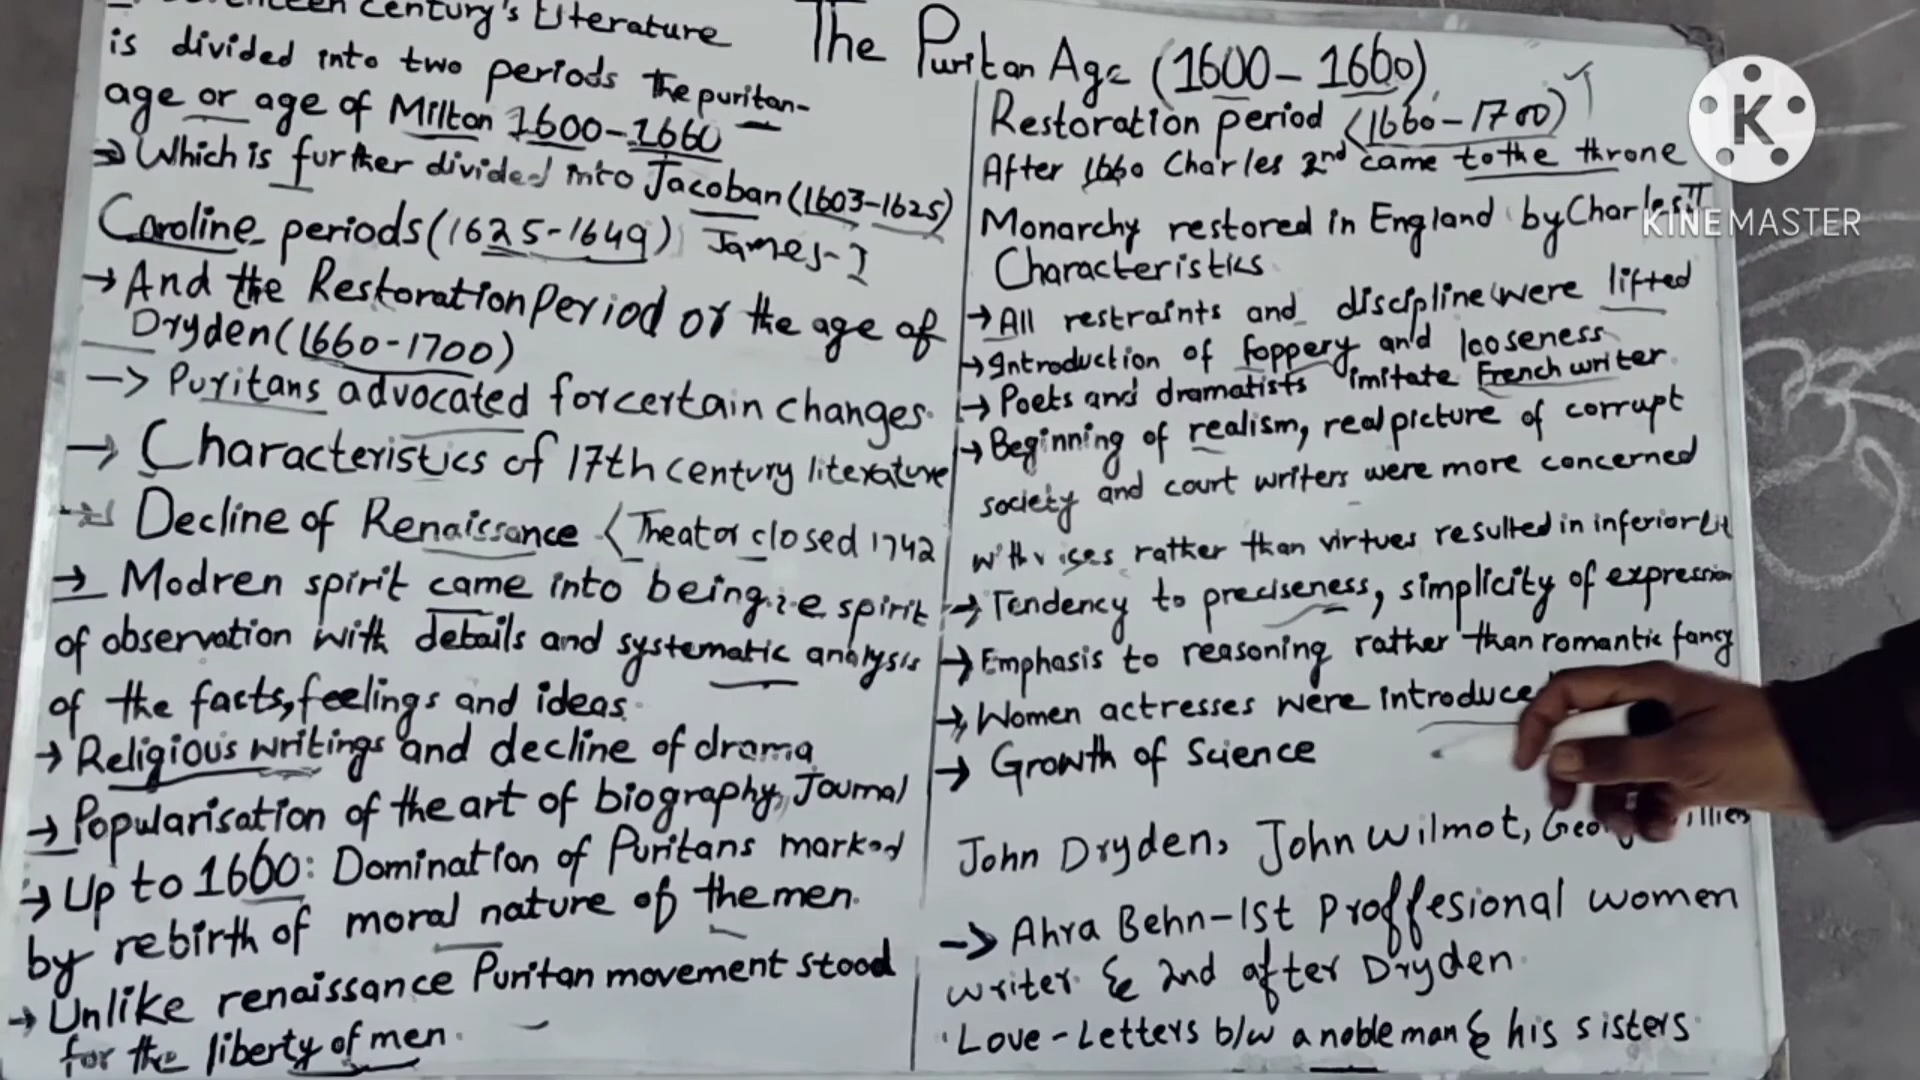 Century's Literature
is divided into two periods the puritan-
age or age of Milton 1600-1660
→ Which is further divided into Jacoban (1603-1625)
Caroline periods (1625-1649) James-I
→ And the Restoration Period or the age of
Dryden (1660-1700)
→ Puritans advocated for certain changes.
→ Characteristics of 17th century literature
Decline of Renaissance (Theator closed 1742
→ Modren spirit came into being i.e spirit
of observation with details and systematic analysis
of the facts, feelings and ideas.
→ Religious writings and decline of drama
→ Popularisation of the art of biography, Journal
→ Up to 1660: Domination of Puritans marked
by rebirth of moral nature of the men.
→ Unlike renaissance Puritan movement stood
for the liberty of men.
The Puritan Age (1600-1660)
Restoration period (1660-1700)
After 1660 Charles 2nd came to the throne
Monarchy restored in England by Charles II
Characteristics
→ All restraints and discipline were lifted
→ Introduction of foppery and looseness
→ Poets and dramatists imitate French writer.
→ Beginning of realism, real picture of corrupt
society and court writers were more concerned
with vices rather than virtues resulted in inferior Lit
→ Tendency to preciseness, simplicity of expression
→ Emphasis to reasoning rather than romantic fancy
→ Women actresses were introduce
→ Growth of Science
John Dryden, John Wilmot,
→ Ahra Behn-1st Proffesional women
writer & 2nd after Dryden.
Love-Letters b/w a nobleman & his sisters
K
KINEMASTER